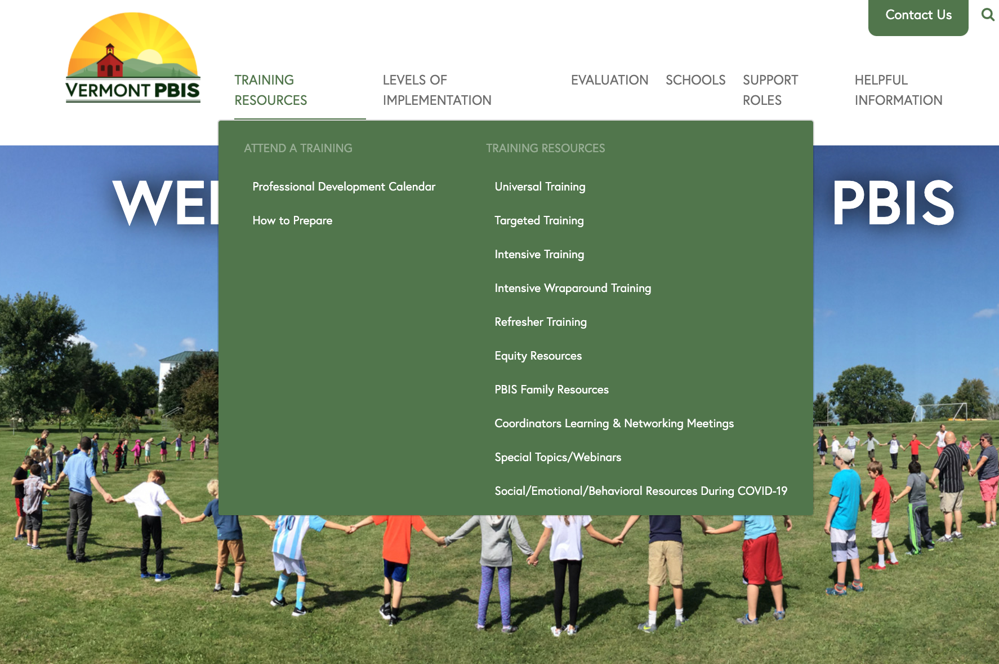 Contact Us
VERMONT PBIS
TRAINING
RESOURCES
LEVELS OF
IMPLEMENTATION
EVALUATION
SCHOOLS
SUPPORT
ROLES
HELPFUL
INFORMATION
ATTEND A TRAINING
Professional Development Calendar
How to Prepare
TRAINING RESOURCES
Universal Training
Targeted Training
Intensive Training
Intensive Wraparound Training
Refresher Training
Equity Resources
PBIS Family Resources
Coordinators Learning & Networking Meetings
Special Topics/Webinars
Social/Emotional/Behavioral Resources During COVID-19
PBIS
10